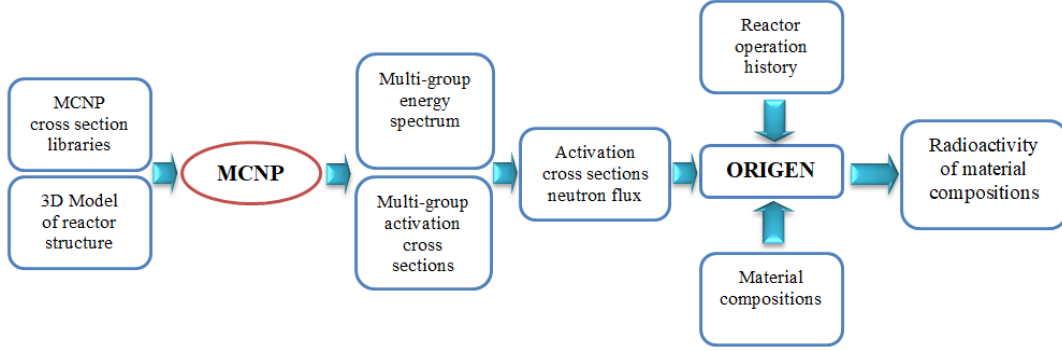 MCNP
cross section
libraries
3D Model
of reactor
structure
MCNP
Multi-group
energy
spectrum
Multi-group
activation
cross
sections
Activation
cross sections
neutron flux
Reactor
operation
history
ORIGEN
Material
compositions
Radioactivity
of material
compositions